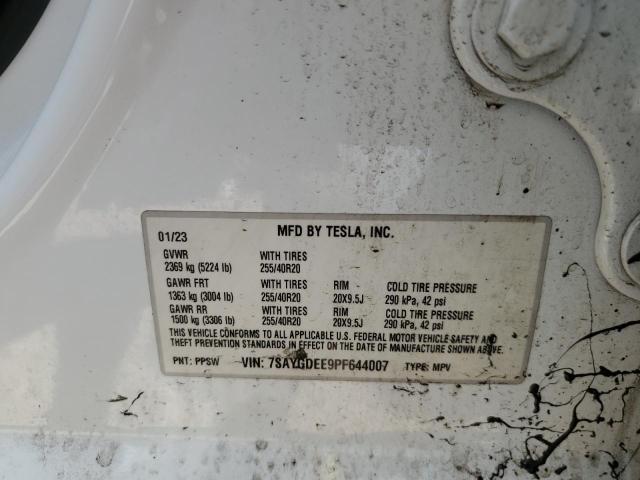 01/23 MFD BY TESLA, INC.
GVWR WITH TIRES
2369 kg (5224 lb) 255/40R20
GAWR FRT WITH TIRES RIM COLD TIRE PRESSURE
1363 kg (3004 lb) 255/40R20 20X9.5J 290 kPa, 42 psi
GAWR RR WITH TIRES RIM COLD TIRE PRESSURE
1500 kg (3306 lb) 255/40R20 20X9.5J 290 kPa, 42 psi
THIS VEHICLE CONFORMS TO ALL APPLICABLE U.S. FEDERAL MOTOR VEHICLE SAFETY AND
THEFT PREVENTION STANDARDS IN EFFECT ON THE DATE OF MANUFACTURE SHOWN ABOVE.
PNT: PPSW VIN: 7SAYGDEE9PF644007 TYPE: MPV